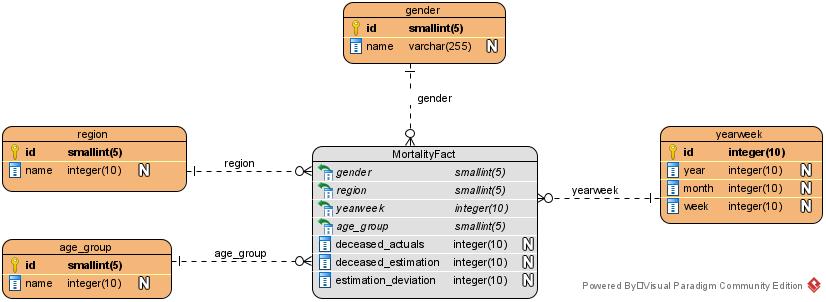 gender
id smallint(5)
name varchar(255) N
gender
region
id smallint(5)
name integer(10) N
region
MortalityFact
gender smallint(5)
region smallint(5)
yearweek integer(10)
age_group smallint(5)
deceased_actuals integer(10) N
deceased_estimation integer(10) N
estimation_deviation integer(10) N
yearweek
yearweek
id integer(10)
year integer(10) N
month integer(10) N
week integer(10) N
age_group
id smallint(5)
name integer(10) N
age_group
Powered By Visual Paradigm Community Edition